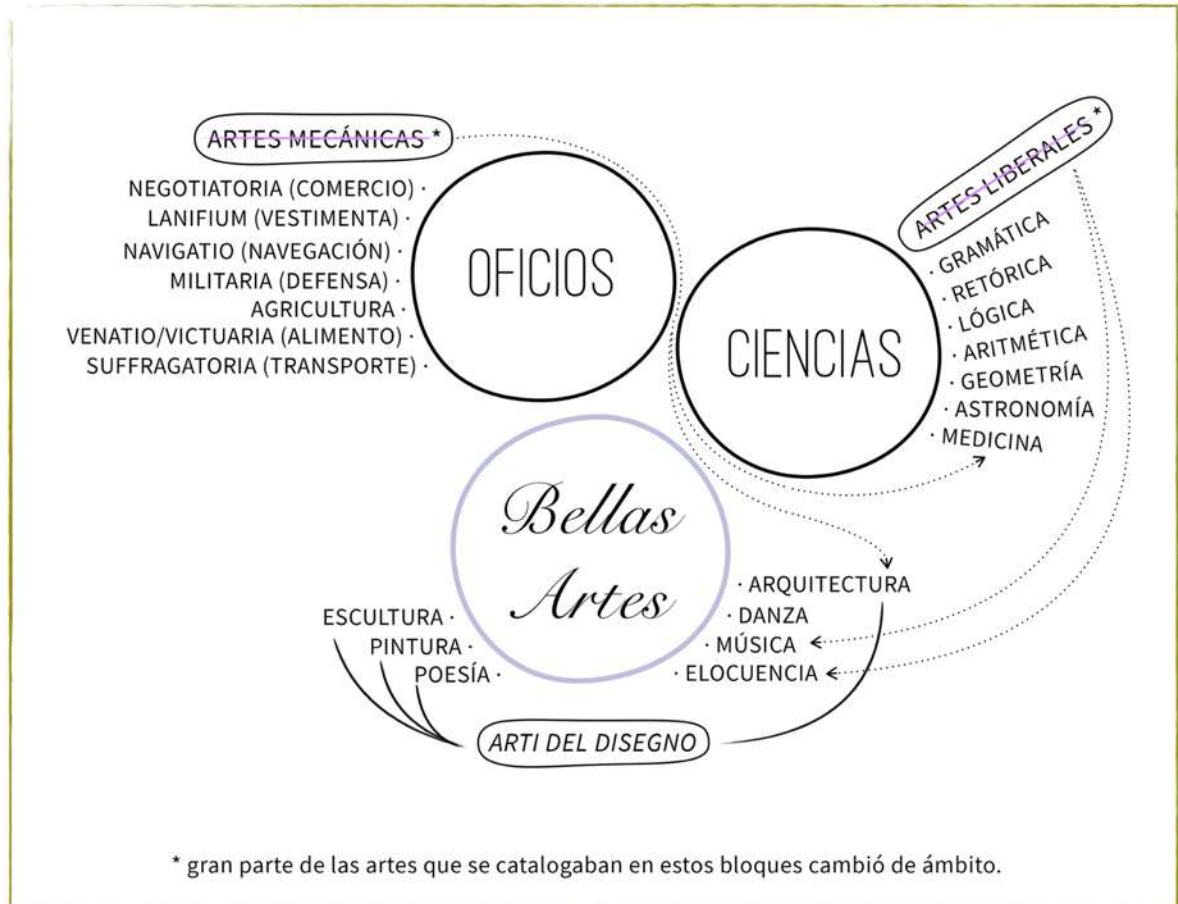 ARTES MECÁNICAS *
NEGOTIATORIA (COMERCIO) ·
LANIFIUM (VESTIMENTA) ·
NAVIGATIO (NAVEGACIÓN) ·
MILITARIA (DEFENSA) ·
AGRICULTURA ·
VENATIO/VICTUARIA (ALIMENTO) ·
SUFFRAGATORIA (TRANSPORTE) ·
OFICIOS
ARTES LIBERALES *
· GRAMÁTICA
· RETÓRICA
· LÓGICA
· ARITMÉTICA
· GEOMETRÍA
· ASTRONOMÍA
· MEDICINA
CIENCIAS
Bellas
Artes
ESCULTURA ·
PINTURA ·
POESÍA ·
· ARQUITECTURA
· DANZA
· MÚSICA
· ELOCUENCIA
ARTI DEL DISEGNO
* gran parte de las artes que se catalogaban en estos bloques cambió de ámbito.